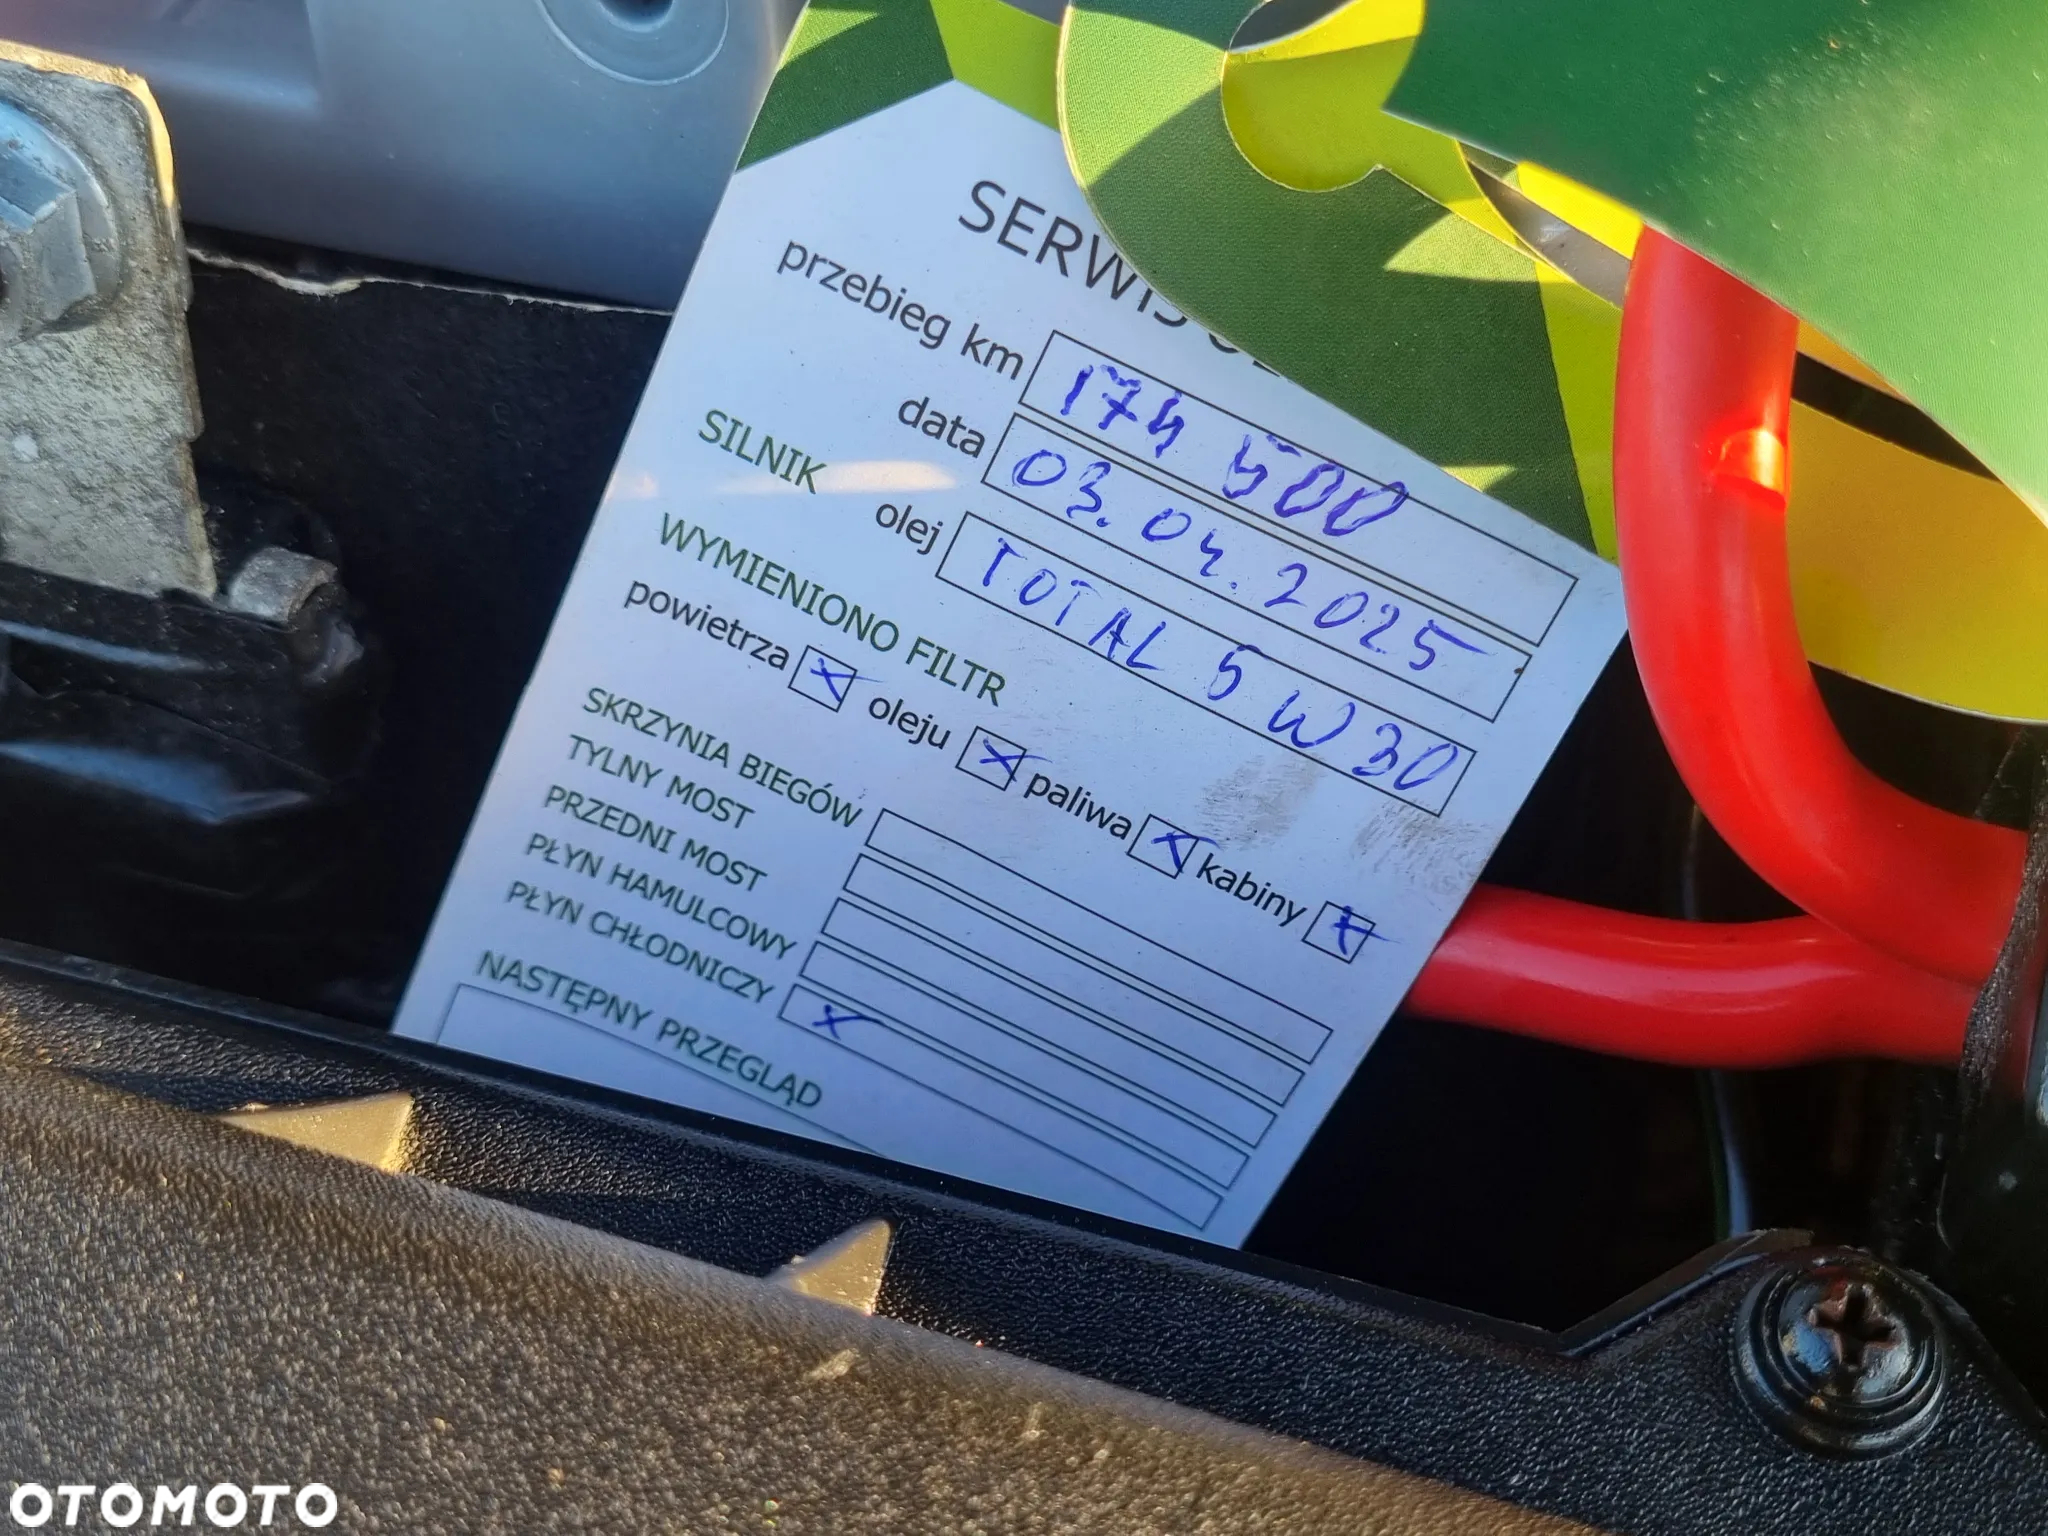 SERWIS
przebieg km 174 500
data 03.04.2025
SILNIK
olej TOTAL 5W30
WYMIENIONO FILTR
powietrza x oleju x paliwa x kabiny x
SKRZYNIA BIEGÓW
TYLNY MOST
PRZEDNI MOST
PŁYN HAMULCOWY
PŁYN CHŁODNICZY x
NASTĘPNY PRZEGLĄD
OTOMOTO